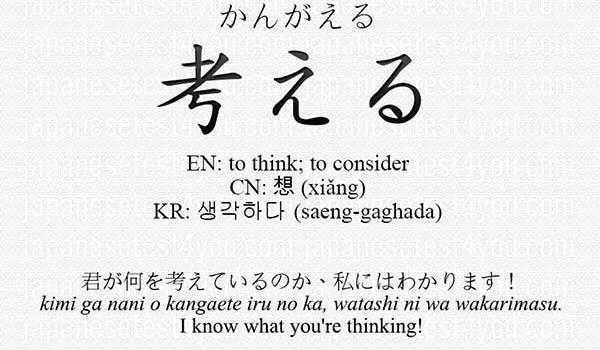 かんがえる
考える
EN: to think; to consider
CN: 想 (xiǎng)
KR: 생각하다 (saeng-gaghada)
君が何を考えているのか、私にはわかります！
kimi ga nani o kangaete iru no ka, watashi ni wa wakarimasu.
I know what you're thinking!